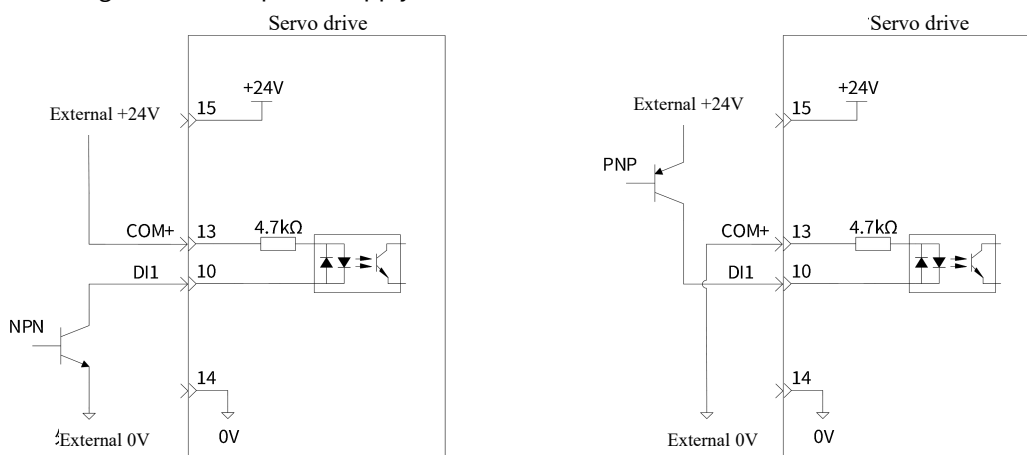 Servo drive
+24V
15
External +24V
COM+
13
4.7kΩ
DI1
10
NPN
14
External 0V
0V
Servo drive
+24V
15
External +24V
PNP
COM+
13
4.7kΩ
DI1
10
14
External 0V
0V